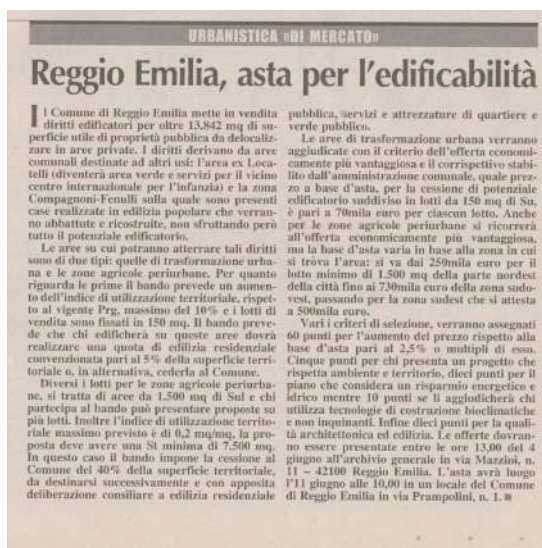 URBANISTICA «DI MERCATO»
Reggio Emilia, asta per l'edificabilità
Il Comune di Reggio Emilia mette in vendita
diritti edificatori per oltre 13.842 mq di su-
perficie utile di proprietà pubblica da delocaliz-
zare in aree private. I diritti derivano da aree
comunali destinate ad altri usi: l'area ex Loca-
telli (diventerà area verde e servizi per il vicino
centro internazionale per l'infanzia) e la zona
Compagnoni-Fenulli sulla quale sono presenti
case realizzate in edilizia popolare che verran-
no abbattute e ricostruite, non sfruttando però
tutto il potenziale edificatorio.
Le aree su cui potranno atterrare tali diritti
sono di due tipi: quelle di trasformazione urba-
na e le zone agricole periurbane. Per quanto
riguarda le prime il bando prevede un aumen-
to dell'indice di utilizzazione territoriale, rispet-
to al vigente Prg, massimo del 10% e i lotti di
vendita sono fissati in 150 mq. Il bando preve-
de che chi edificherà su queste aree dovrà
realizzare una quota di edilizia residenziale
convenzionata pari al 5% della superficie terri-
toriale o, in alternativa, cederla al Comune.
Diversi i lotti per le zone agricole periurba-
ne, si tratta di aree da 1.500 mq di Sul e chi
partecipa al bando può presentare proposte su
più lotti. Inoltre l'indice di utilizzazione territo-
riale massimo previsto è di 0,2 mq/mq, la pro-
posta deve avere una St minima di 7.500 mq.
In questo caso il bando impone la cessione al
Comune del 40% della superficie territoriale,
da destinarsi successivamente e con apposita
deliberazione consiliare a edilizia residenziale
pubblica, servizi e attrezzature di quartiere e
verde pubblico.
Le aree di trasformazione urbana verranno
aggiudicate con il criterio dell'offerta economi-
camente più vantaggiosa e il corrispettivo stabi-
lito dall'amministrazione comunale, quale prez-
zo a base d'asta, per la cessione di potenziale
edificatorio suddiviso in lotti da 150 mq di Su,
è pari a 70mila euro per ciascun lotto. Anche
per le zone agricole periurbane si ricorrerà
all'offerta economicamente più vantaggiosa,
ma la base d'asta varia in base alla zona in cui
si trova l'area: si va dai 250mila euro per il
lotto minimo di 1.500 mq della parte nordest
della città fino ai 730mila euro della zona sudo-
vest, passando per la zona sudest che si attesta
a 500mila euro.
Vari i criteri di selezione, verranno assegnati
60 punti per l'aumento del prezzo rispetto alla
base d'asta pari al 2,5% o multipli di esso.
Cinque punti per chi presenta un progetto che
rispetta ambiente e territorio, dieci punti per il
piano che considera un risparmio energetico e
idrico mentre 10 punti se li aggiudicherà chi
utilizza tecnologie di costruzione bioclimatiche
e non inquinanti. Infine dieci punti per la quali-
tà architettonica ed edilizia. Le offerte dovran-
no essere presentate entro le ore 13,00 del 4
giugno all'archivio generale in via Mazzini, n.
11 – 42100 Reggio Emilia. L'asta avrà luogo
l'11 giugno alle 10,00 in un locale del Comune
di Reggio Emilia in via Prampolini, n. 1. ■